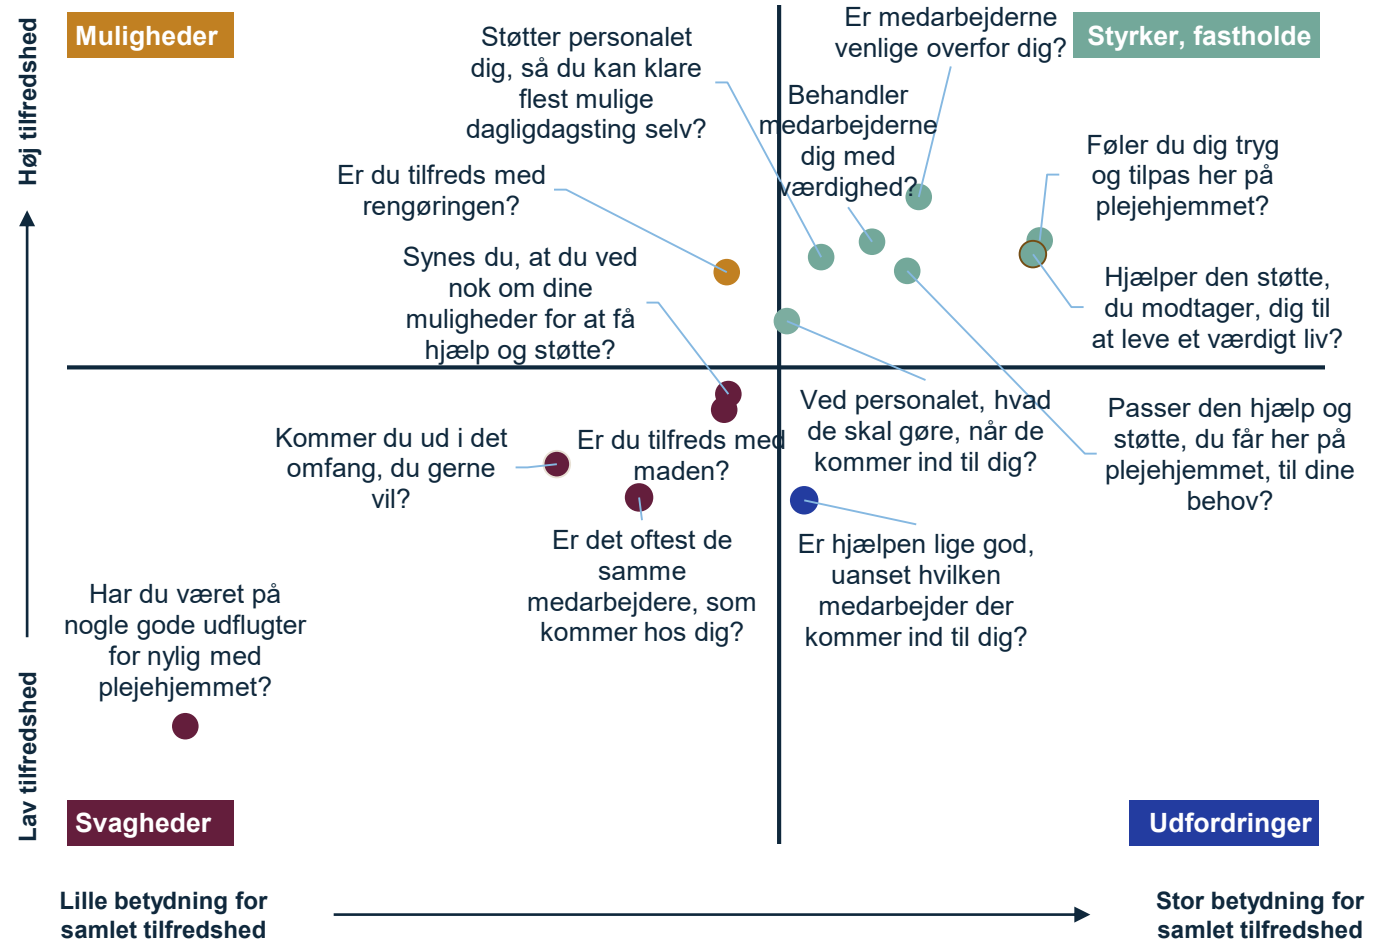 Muligheder
Styrker, fastholde
Høj tilfredshed
Lav tilfredshed
Støtter personalet
dig, så du kan klare
flest mulige
dagligdagsting selv?
Er medarbejderne
venlige overfor dig?
Behandler
medarbejderne
dig med
værdighed?
Føler du dig tryg
og tilpas her på
plejehjemmet?
Er du tilfreds med
rengøringen?
Synes du, at du ved
nok om dine
muligheder for at få
hjælp og støtte?
Hjælper den støtte,
du modtager, dig til
at leve et værdigt liv?
Kommer du ud i det
omfang, du gerne
vil?
Er du tilfreds med
maden?
Ved personalet, hvad
de skal gøre, når de
kommer ind til dig?
Passer den hjælp og
støtte, du får her på
plejehjemmet, til dine
behov?
Er det oftest de
samme
medarbejdere, som
kommer hos dig?
Er hjælpen lige god,
uanset hvilken
medarbejder der
kommer ind til dig?
Har du været på
nogle gode udflugter
for nylig med
plejehjemmet?
Svagheder
Udfordringer
Lille betydning for
samlet tilfredshed
Stor betydning for
samlet tilfredshed